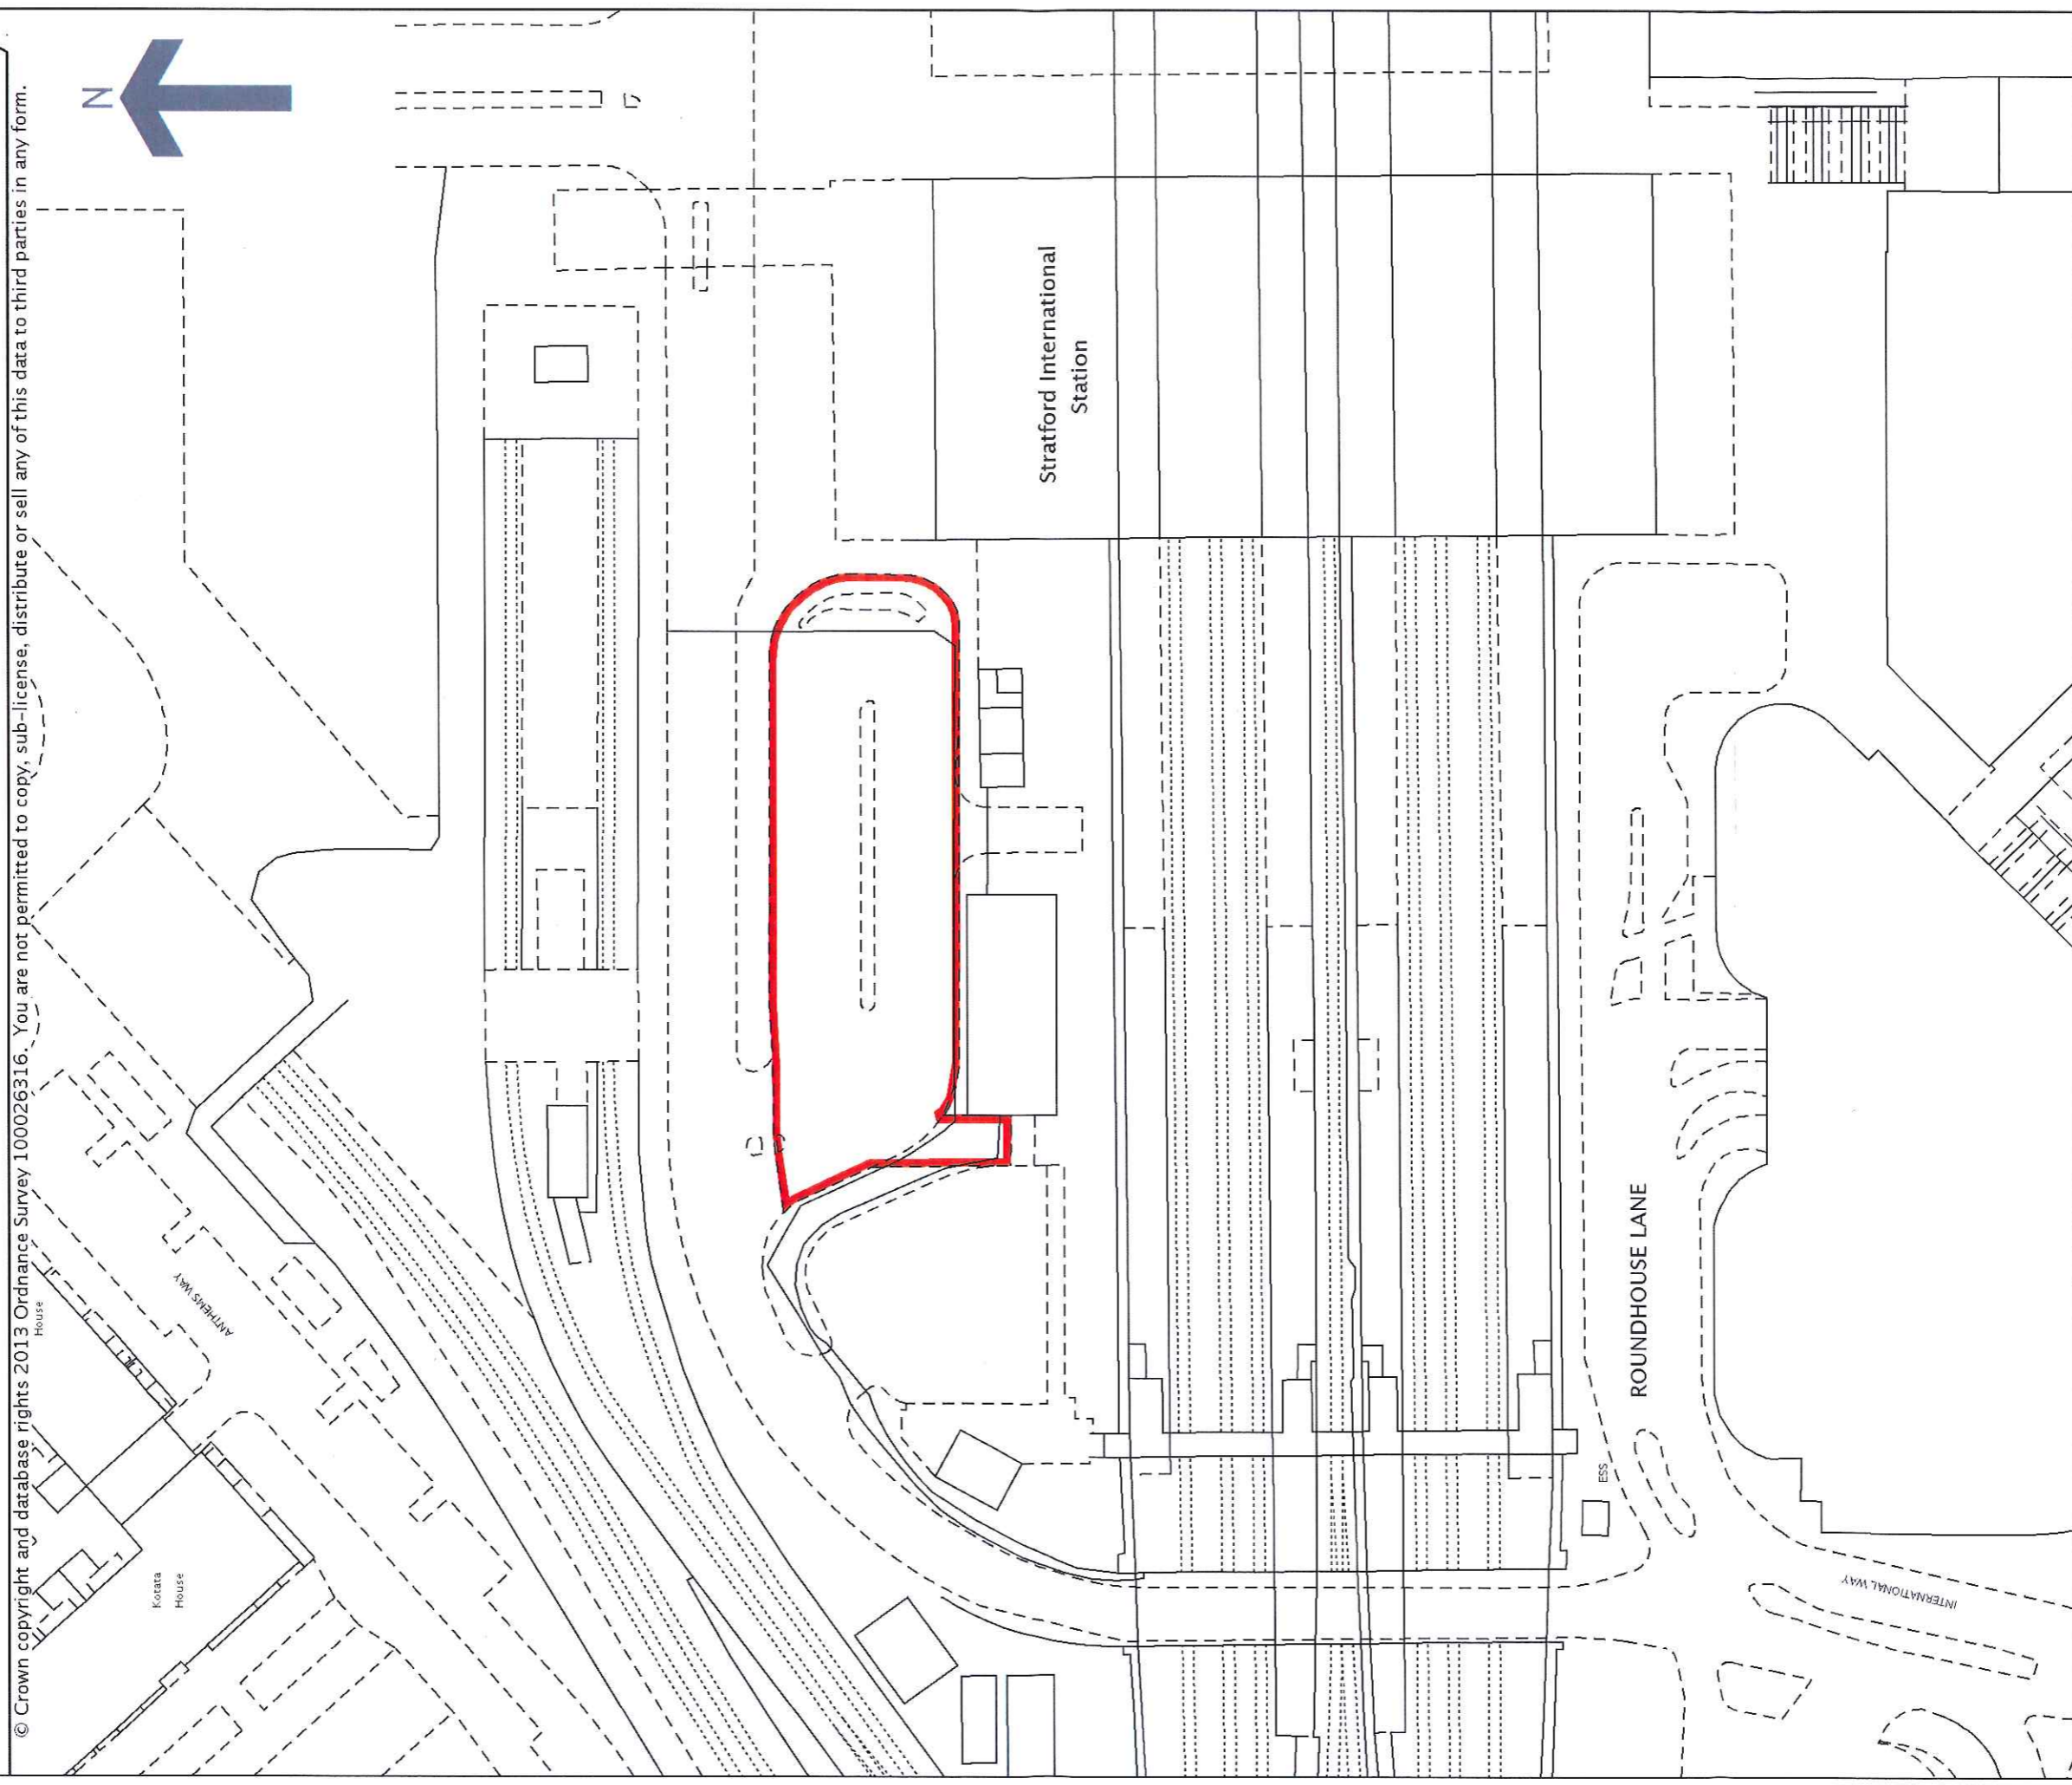 © Crown copyright and database rights 2013 Ordnance Survey 100026316. You are not permitted to copy, sub-license, distribute or sell any of this data to third parties in any form.
N
Stratford International
Station
House
ANTHEMS WAY
Kotata
House
ROUNDHOUSE LANE
ESS
INTERNATIONAL WAY